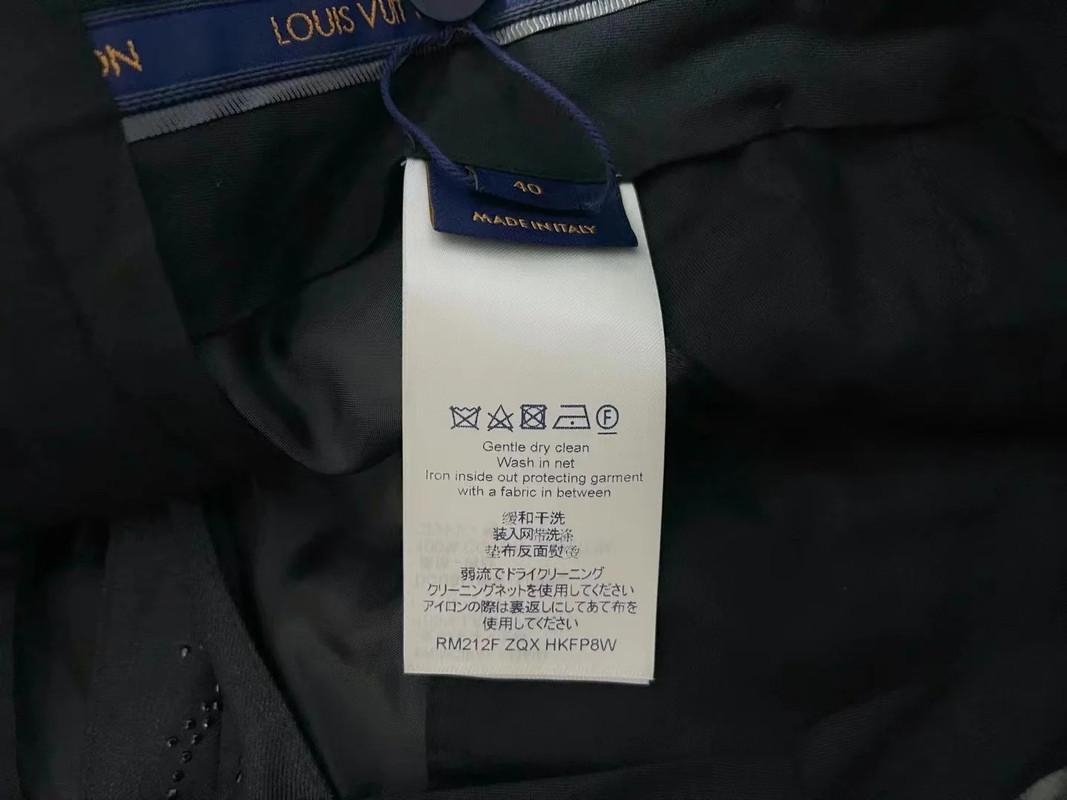 ON
LOUIS VUIT
40
MADE IN ITALY
F
Gentle dry clean
Wash in net
Iron inside out protecting garment
with a fabric in between
缓和干洗
装入网袋洗涤
垫布反面熨烫
弱流でドライクリーニング
クリーニングネットを使用してください
アイロンの際は裏返しにしてあて布を
使用してください
RM212F ZQX HKFP8W